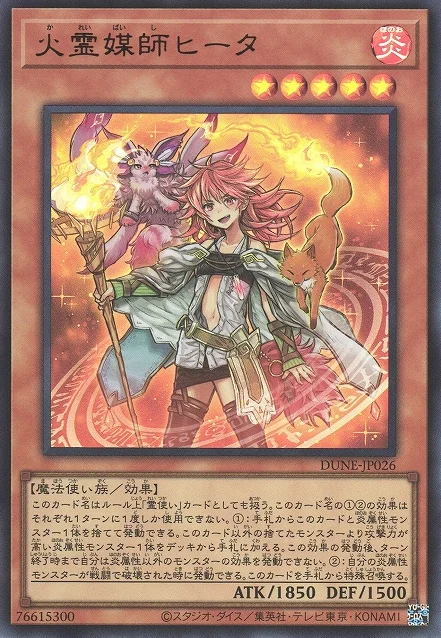 火霊媒師ヒータ
炎
DUNE-JP026
【魔法使い族／効果】
このカード名はルール上「霊使い」カードとしても扱う。このカード名の①②の効果
はそれぞれ１ターンに１度しか使用できない。①：手札からこのカードと炎属性モン
スター１体を捨てて発動できる。このカード以外の捨てたモンスターより攻撃力が
高い炎属性モンスター１体をデッキから手札に加える。この効果の発動後、ターン
終了時まで自分は炎属性以外のモンスターの効果を発動できない。②：自分の炎属性
モンスターが戦闘で破壊された時に発動できる。このカードを手札から特殊召喚する。
ATK/1850 DEF/1500
76615300
©スタジオ・ダイス／集英社・テレビ東京・KONAMI